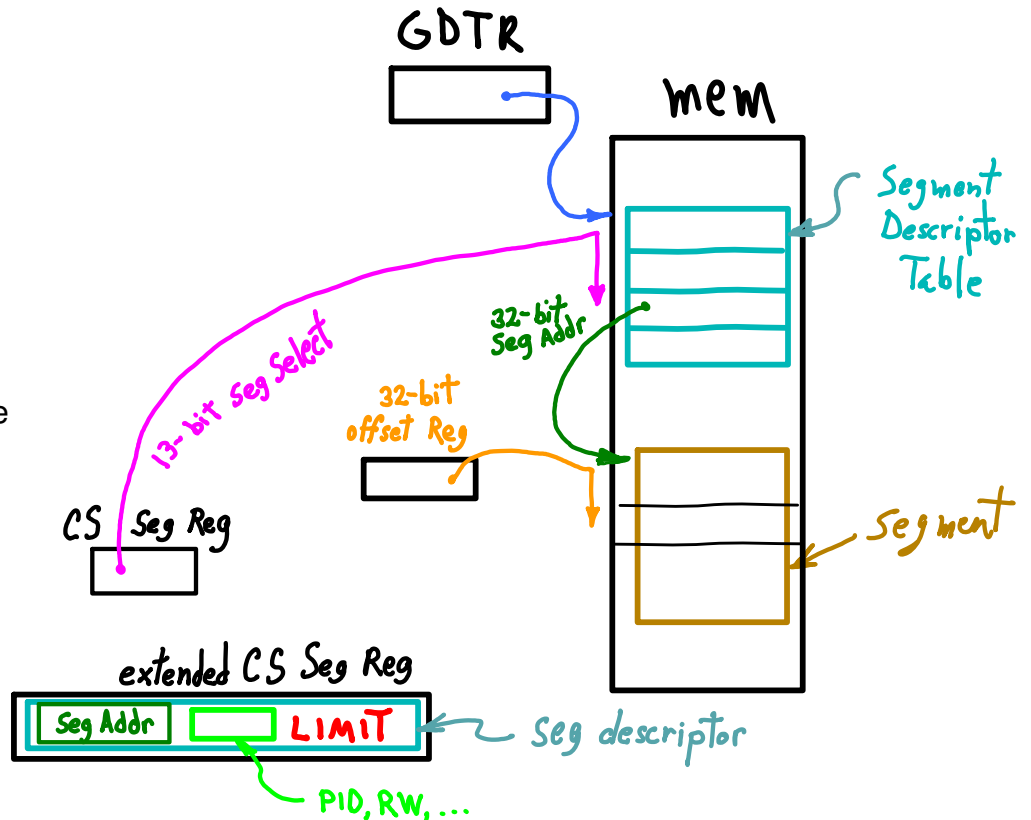 GDTR
mem
Segment
Descriptor
Table
32-bit
Seg Addr
13-bit Seg Select
32-bit
offset Reg
e
CS Seg Reg
Segment
extended CS Seg Reg
Seg Addr
LIMIT
Seg descriptor
PID, RW, ...